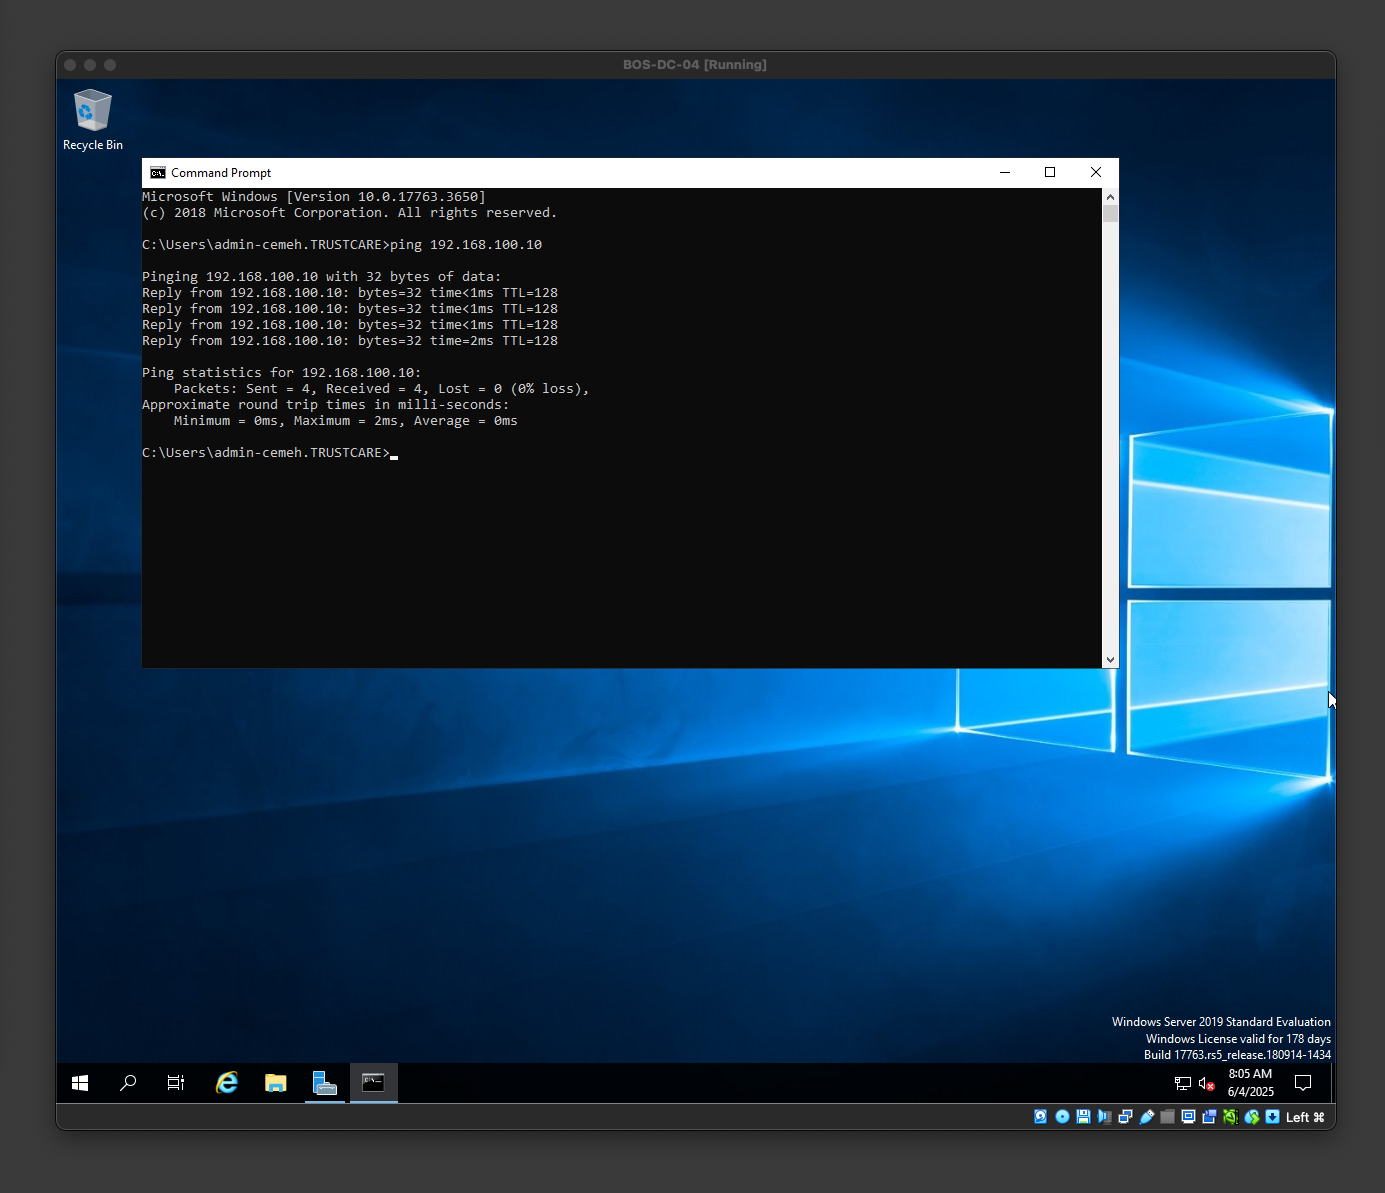 BOS-DC-04 [Running]
Recycle Bin
Command Prompt
Microsoft Windows [Version 10.0.17763.3650]
(c) 2018 Microsoft Corporation. All rights reserved.
C:\Users\admin-cemeh.TRUSTCARE>ping 192.168.100.10
Pinging 192.168.100.10 with 32 bytes of data:
Reply from 192.168.100.10: bytes=32 time<1ms TTL=128
Reply from 192.168.100.10: bytes=32 time<1ms TTL=128
Reply from 192.168.100.10: bytes=32 time<1ms TTL=128
Reply from 192.168.100.10: bytes=32 time=2ms TTL=128
Ping statistics for 192.168.100.10:
Packets: Sent = 4, Received = 4, Lost = 0 (0% loss),
Approximate round trip times in milli-seconds:
Minimum = 0ms, Maximum = 2ms, Average = 0ms
C:\Users\admin-cemeh.TRUSTCARE>
Windows Server 2019 Standard Evaluation
Windows License valid for 178 days
Build 17763.rs5_release.180914-1434
8:05 AM
6/4/2025
Left ⌘